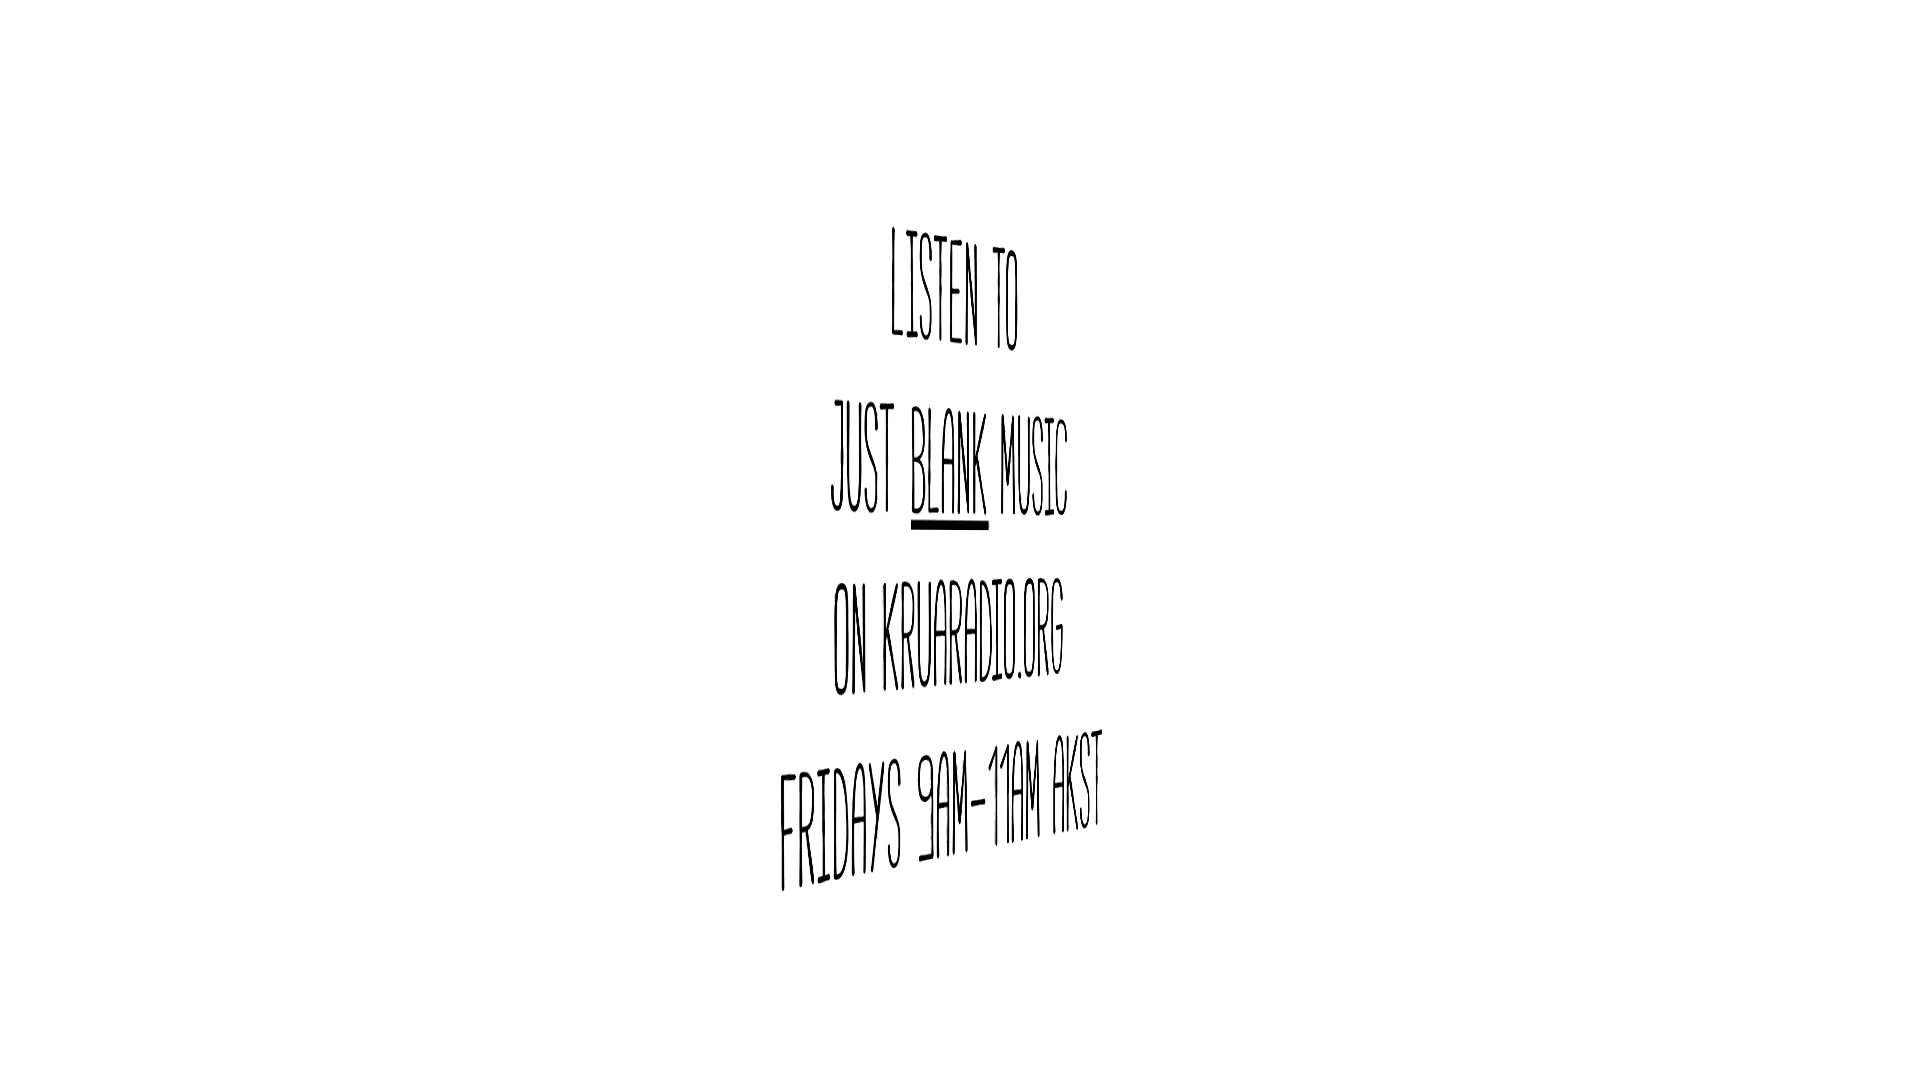 LISTEN TO
JUST BLANK MUSIC
ON KRUARADIO.ORG
FRIDAYS 9AM-11AM AKST